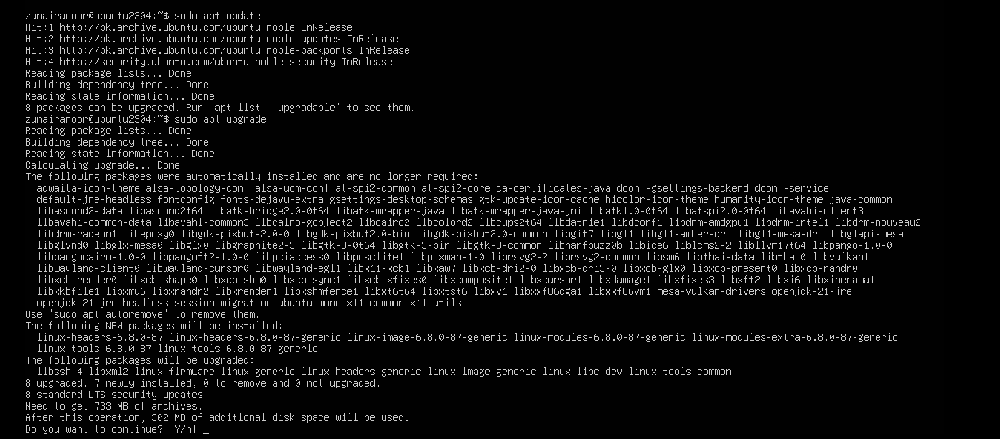 zunairanoor@ubuntu2304:~$ sudo apt update
Hit:1 http://pk.archive.ubuntu.com/ubuntu noble InRelease
Hit:2 http://pk.archive.ubuntu.com/ubuntu noble-updates InRelease
Hit:3 http://pk.archive.ubuntu.com/ubuntu noble-backports InRelease
Hit:4 http://security.ubuntu.com/ubuntu noble-security InRelease
Reading package lists... Done
Building dependency tree... Done
Reading state information... Done
8 packages can be upgraded. Run 'apt list --upgradable' to see them.
zunairanoor@ubuntu2304:~$ sudo apt upgrade
Reading package lists... Done
Building dependency tree... Done
Reading state information... Done
Calculating upgrade... Done
The following packages were automatically installed and are no longer required:
  adwaita-icon-theme alsa-topology-conf alsa-ucm-conf at-spi2-common at-spi2-core ca-certificates-java dconf-gsettings-backend dconf-service
  default-jre-headless fontconfig fonts-dejavu-extra gsettings-desktop-schemas gtk-update-icon-cache hicolor-icon-theme humanity-icon-theme java-common
  libasound2-data libasound2t64 libatk-bridge2.0-0t64 libatk-wrapper-java libatk-wrapper-java-jni libatk1.0-0t64 libatspi2.0-0t64 libavahi-client3
  libavahi-common-data libavahi-common3 libcairo-gobject2 libcairo2 libcolord2 libcups2t64 libdatrie1 libdconf1 libdrm-amdgpu1 libdrm-intel1 libdrm-nouveau2
  libdrm-radeon1 libepoxy0 libgdk-pixbuf-2.0-0 libgdk-pixbuf2.0-bin libgdk-pixbuf2.0-common libgif7 libgl1 libgl1-amber-dri libgl1-mesa-dri libglapi-mesa
  libglvnd0 libglx-mesa0 libglx0 libgraphite2-3 libgtk-3-0t64 libgtk-3-bin libgtk-3-common libharfbuzz0b libice6 liblcms2-2 libllvm17t64 libpango-1.0-0
  libpangocairo-1.0-0 libpangoft2-1.0-0 libpciaccess0 libpcsclite1 libpixman-1-0 librsvg2-2 librsvg2-common libsm6 libthai-data libthai0 libvulkan1
  libwayland-client0 libwayland-cursor0 libwayland-egl1 libx11-xcb1 libxaw7 libxcb-dri2-0 libxcb-dri3-0 libxcb-glx0 libxcb-present0 libxcb-randr0
  libxcb-render0 libxcb-shape0 libxcb-shm0 libxcb-sync1 libxcb-xfixes0 libxcomposite1 libxcursor1 libxdamage1 libxfixes3 libxft2 libxi6 libxinerama1
  libxkbfile1 libxmu6 libxrandr2 libxrender1 libxshmfence1 libxt6t64 libxtst6 libxv1 libxxf86dga1 libxxf86vm1 mesa-vulkan-drivers openjdk-21-jre
  openjdk-21-jre-headless session-migration ubuntu-mono x11-common x11-utils
Use 'sudo apt autoremove' to remove them.
The following NEW packages will be installed:
  linux-headers-6.8.0-87 linux-headers-6.8.0-87-generic linux-image-6.8.0-87-generic linux-modules-6.8.0-87-generic linux-modules-extra-6.8.0-87-generic
  linux-tools-6.8.0-87 linux-tools-6.8.0-87-generic
The following packages will be upgraded:
  libssh-4 libxml2 linux-firmware linux-generic linux-headers-generic linux-image-generic linux-libc-dev linux-tools-common
8 upgraded, 7 newly installed, 0 to remove and 0 not upgraded.
8 standard LTS security updates
Need to get 733 MB of archives.
After this operation, 302 MB of additional disk space will be used.
Do you want to continue? [Y/n] _